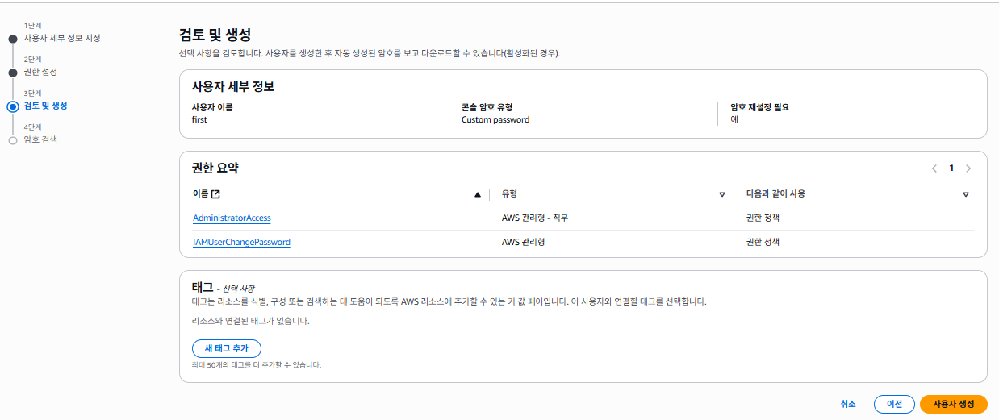 1단계
사용자 세부 정보 지정
2단계
권한 설정
3단계
검토 및 생성
4단계
암호 검색
검토 및 생성
선택 사항을 검토합니다. 사용자를 생성한 후 자동 생성된 암호를 보고 다운로드할 수 있습니다(활성화된 경우).
사용자 세부 정보
사용자 이름
first
콘솔 암호 유형
Custom password
암호 재설정 필요
예
권한 요약
1
이름 유형 다음과 같이 사용
AdministratorAccess AWS 관리형 - 직무 권한 정책
IAMUserChangePassword AWS 관리형 권한 정책
태그 - 선택 사항
태그는 리소스를 식별, 구성 또는 검색하는 데 도움이 되도록 AWS 리소스에 추가할 수 있는 키 값 페어입니다. 이 사용자와 연결할 태그를 선택합니다.
리소스와 연결된 태그가 없습니다.
새 태그 추가
최대 50개의 태그를 더 추가할 수 있습니다.
취소 이전 사용자 생성